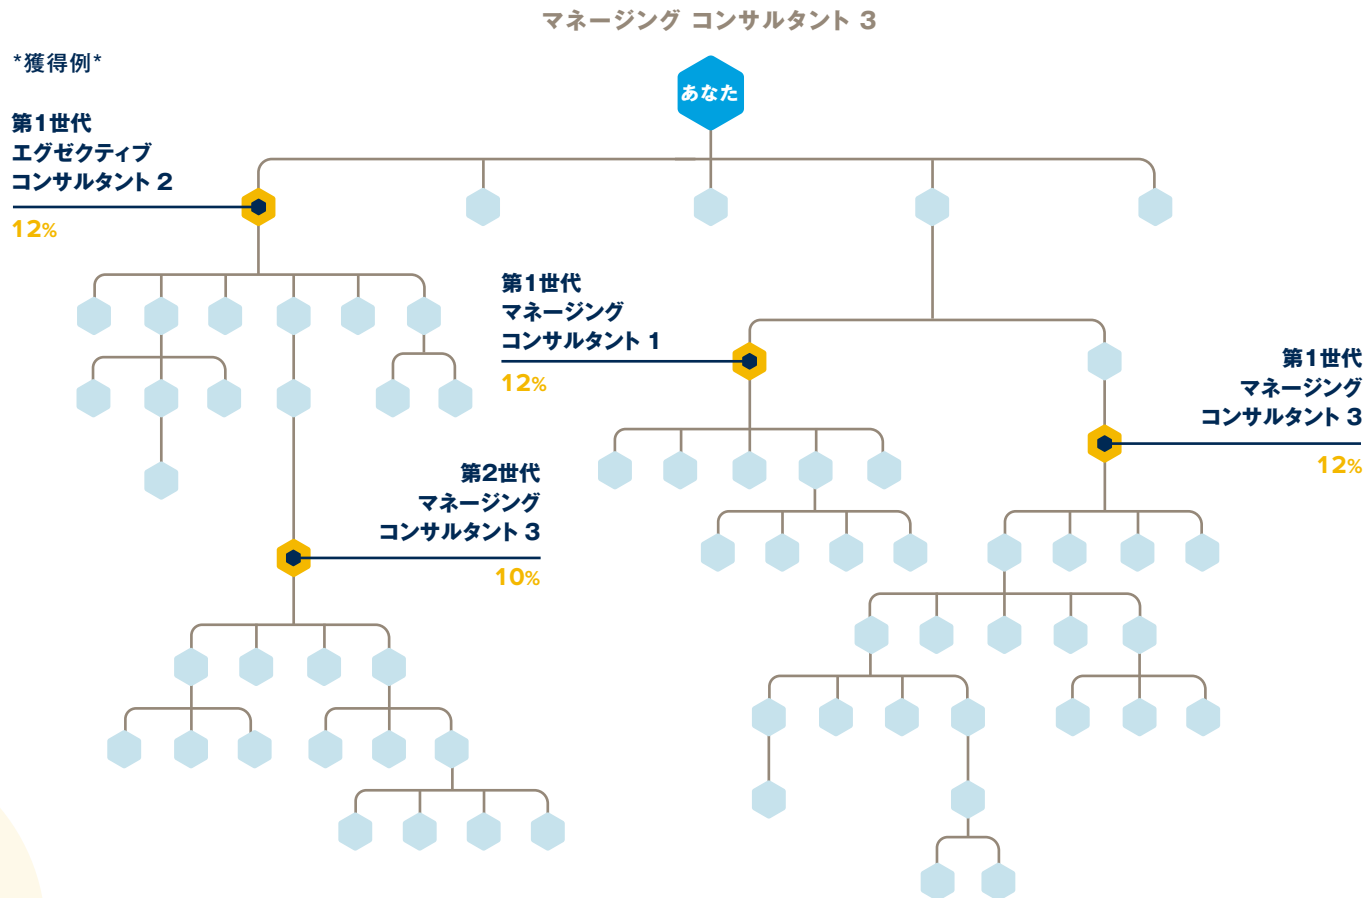 マネージング コンサルタント 3
*獲得例*
あなた
第1世代
エグゼクティブ
コンサルタント 2
12%
第1世代
マネージング
コンサルタント 1
12%
第1世代
マネージング
コンサルタント 3
12%
第2世代
マネージング
コンサルタント 3
10%